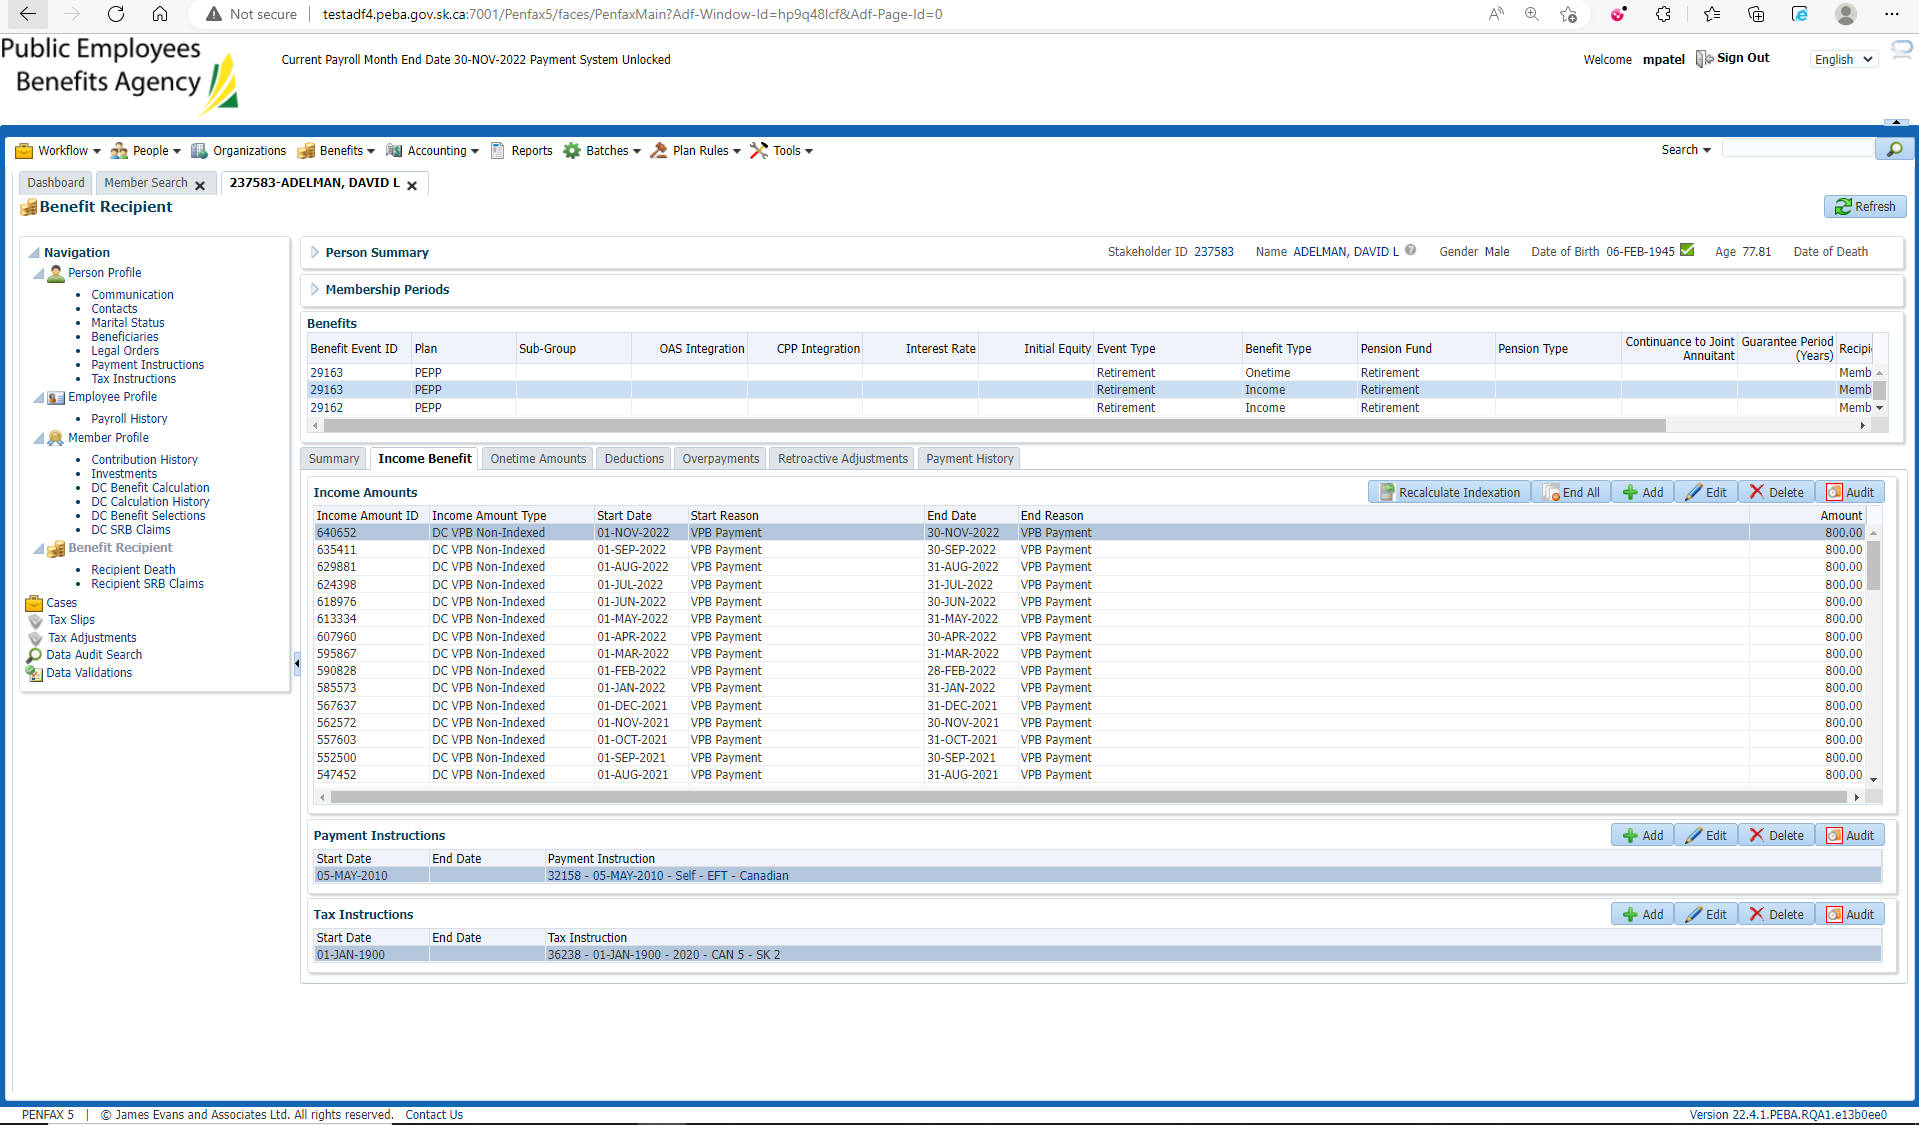 Not secure testadf4.peba.gov.sk.ca:7001/Penfax5/faces/PenfaxMain?Adf-Window-Id=hp9q48lcf&Adf-Page-Id=0
Public Employees
Benefits Agency
Current Payroll Month End Date 30-NOV-2022 Payment System Unlocked
Welcome mpatel Sign Out English
Workflow People Organizations Benefits Accounting Reports Batches Plan Rules Tools Search
Dashboard Member Search 237583-ADELMAN, DAVID L
Benefit Recipient Refresh
Navigation
Person Profile
Communication
Contacts
Marital Status
Beneficiaries
Legal Orders
Payment Instructions
Tax Instructions
Employee Profile
Payroll History
Member Profile
Contribution History
Investments
DC Benefit Calculation
DC Calculation History
DC Benefit Selections
DC SRB Claims
Benefit Recipient
Recipient Death
Recipient SRB Claims
Cases
Tax Slips
Tax Adjustments
Data Audit Search
Data Validations
Person Summary Stakeholder ID 237583 Name ADELMAN, DAVID L Gender Male Date of Birth 06-FEB-1945 Age 77.81 Date of Death
Membership Periods
Benefits
Benefit Event ID Plan Sub-Group OAS Integration CPP Integration Interest Rate Initial Equity Event Type Benefit Type Pension Fund Pension Type Continuance to Joint Annuitant Guarantee Period (Years) Recipi
29163 PEPP Retirement Onetime Retirement Memb
29163 PEPP Retirement Income Retirement Memb
29162 PEPP Retirement Income Retirement Memb
Summary Income Benefit Onetime Amounts Deductions Overpayments Retroactive Adjustments Payment History
Income Amounts Recalculate Indexation End All Add Edit Delete Audit
Income Amount ID Income Amount Type Start Date Start Reason End Date End Reason Amount
640652 DC VPB Non-Indexed 01-NOV-2022 VPB Payment 30-NOV-2022 VPB Payment 800.00
635411 DC VPB Non-Indexed 01-SEP-2022 VPB Payment 30-SEP-2022 VPB Payment 800.00
629881 DC VPB Non-Indexed 01-AUG-2022 VPB Payment 31-AUG-2022 VPB Payment 800.00
624398 DC VPB Non-Indexed 01-JUL-2022 VPB Payment 31-JUL-2022 VPB Payment 800.00
618976 DC VPB Non-Indexed 01-JUN-2022 VPB Payment 30-JUN-2022 VPB Payment 800.00
613334 DC VPB Non-Indexed 01-MAY-2022 VPB Payment 31-MAY-2022 VPB Payment 800.00
607960 DC VPB Non-Indexed 01-APR-2022 VPB Payment 30-APR-2022 VPB Payment 800.00
595867 DC VPB Non-Indexed 01-MAR-2022 VPB Payment 31-MAR-2022 VPB Payment 800.00
590828 DC VPB Non-Indexed 01-FEB-2022 VPB Payment 28-FEB-2022 VPB Payment 800.00
585573 DC VPB Non-Indexed 01-JAN-2022 VPB Payment 31-JAN-2022 VPB Payment 800.00
567637 DC VPB Non-Indexed 01-DEC-2021 VPB Payment 31-DEC-2021 VPB Payment 800.00
562572 DC VPB Non-Indexed 01-NOV-2021 VPB Payment 30-NOV-2021 VPB Payment 800.00
557603 DC VPB Non-Indexed 01-OCT-2021 VPB Payment 31-OCT-2021 VPB Payment 800.00
552500 DC VPB Non-Indexed 01-SEP-2021 VPB Payment 30-SEP-2021 VPB Payment 800.00
547452 DC VPB Non-Indexed 01-AUG-2021 VPB Payment 31-AUG-2021 VPB Payment 800.00
Payment Instructions Add Edit Delete Audit
Start Date End Date Payment Instruction
05-MAY-2010 32158 - 05-MAY-2010 - Self - EFT - Canadian
Tax Instructions Add Edit Delete Audit
Start Date End Date Tax Instruction
01-JAN-1900 36238 - 01-JAN-1900 - 2020 - CAN 5 - SK 2
PENFAX 5 | © James Evans and Associates Ltd. All rights reserved. Contact Us Version 22.4.1.PEBA.RQA1.e13b0ee0